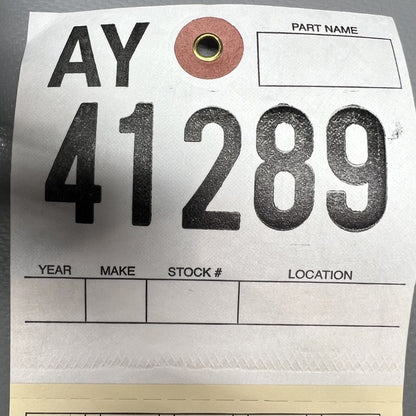 AY
PART NAME
41289
YEAR MAKE STOCK # LOCATION